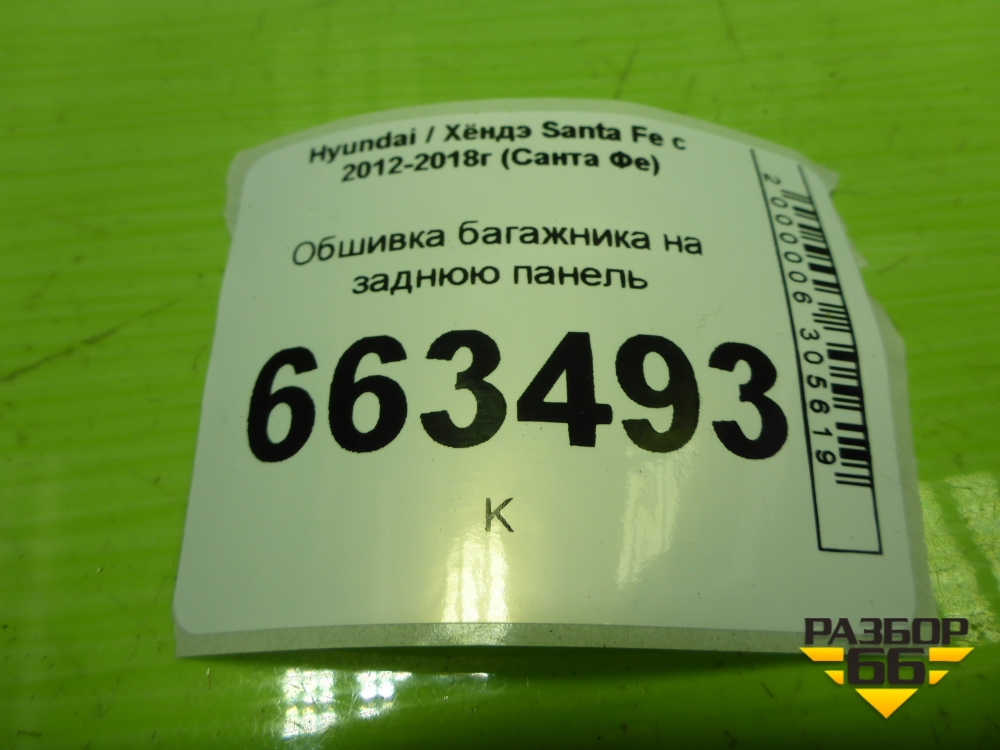 Hyundai / Хёндэ Santa Fe с
2012-2018г (Санта Фе)
Обшивка багажника на
заднюю панель
663493
К
2000006305619
РАЗБОР
66